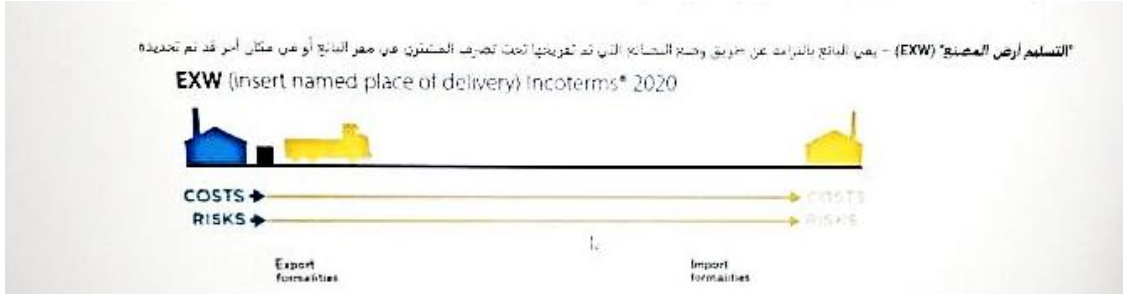 "التسليم أرض المصنع" (EXW) – يفي البائع بالتزامه عن طريق وضع البضائع التي تم تفريغها تحت تصرف المشتري في مقر البائع أو في مكان آخر قد تم تحديده
EXW (insert named place of delivery) Incoterms® 2020
COSTS COSTS
RISKS RISKS
Export formalities
Import formalities